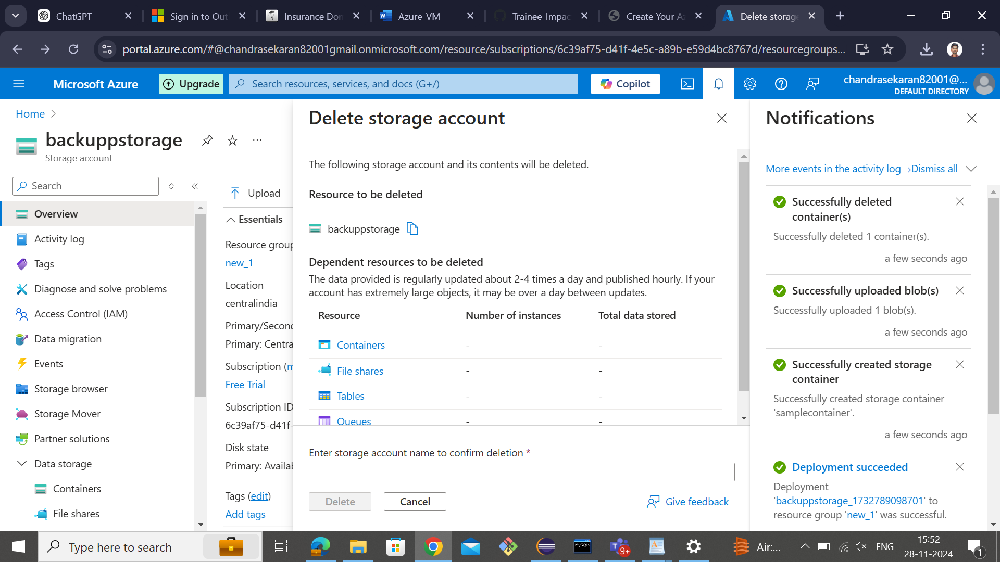 ChatGPT
Sign in to Out
Insurance Don
Azure_VM
Trainee-Impac
Create Your A
Delete storag
portal.azure.com/#@chandrasekaran82001gmail.onmicrosoft.com/resource/subscriptions/6c39af75-d41f-4e5c-a89b-e59d4bc8767d/resourcegroups...
Microsoft Azure
Upgrade
Search resources, services, and docs (G+/)
Copilot
chandrasekaran82001@...
DEFAULT DIRECTORY
Home
backuppstorage
Storage account
Search
Overview
Activity log
Tags
Diagnose and solve problems
Access Control (IAM)
Data migration
Events
Storage browser
Storage Mover
Partner solutions
Data storage
Containers
File shares
Upload
Essentials
Resource group
new_1
Location
centralindia
Primary/Second
Primary: Centra
Subscription (m
Free Trial
Subscription ID
6c39af75-d41f-
Disk state
Primary: Availab
Tags (edit)
Add tags
Delete storage account
The following storage account and its contents will be deleted.
Resource to be deleted
backuppstorage
Dependent resources to be deleted
The data provided is regularly updated about 2-4 times a day and published hourly. If your
account has extremely large objects, it may be over a day between updates.
Resource Number of instances Total data stored
Containers - -
File shares - -
Tables - -
Queues - -
Enter storage account name to confirm deletion *
Delete
Cancel
Give feedback
Notifications
More events in the activity log →
Dismiss all
Successfully deleted
container(s)
Successfully deleted 1 container(s).
a few seconds ago
Successfully uploaded blob(s)
Successfully uploaded 1 blob(s).
a few seconds ago
Successfully created storage
container
Successfully created storage container
'samplecontainer'.
a few seconds ago
Deployment succeeded
Deployment
'backuppstorage_1732789098701' to
resource group 'new_1' was successful.
Type here to search
MySQL
9+
Air:...
ENG
15:52
28-11-2024
1